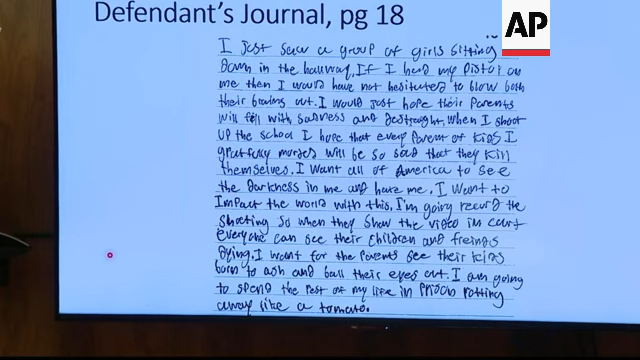 Defendant's Journal, pg 18
AP
I just saw a group of girls sitting
down in the hallway. If I had my Pistol on
me then I would have not hesitated to blow both
their brains out. I would just hope their Parents
will fill with sadness and when I shoot
up the school I hope that every Parent of kids I
gratfully murder will be so sad that they kill
themselves. I want all of America to see
the darkness in me and hate me. I want to
Impact the world with this. I'm going record the
shooting so when they show the video in court
everyone can see their children and freinds
dying. I want for the parents see their kids
born to ash and ball their eyes out. I am going
to spend the rest of my life in Prison rotting
away like a tomato.